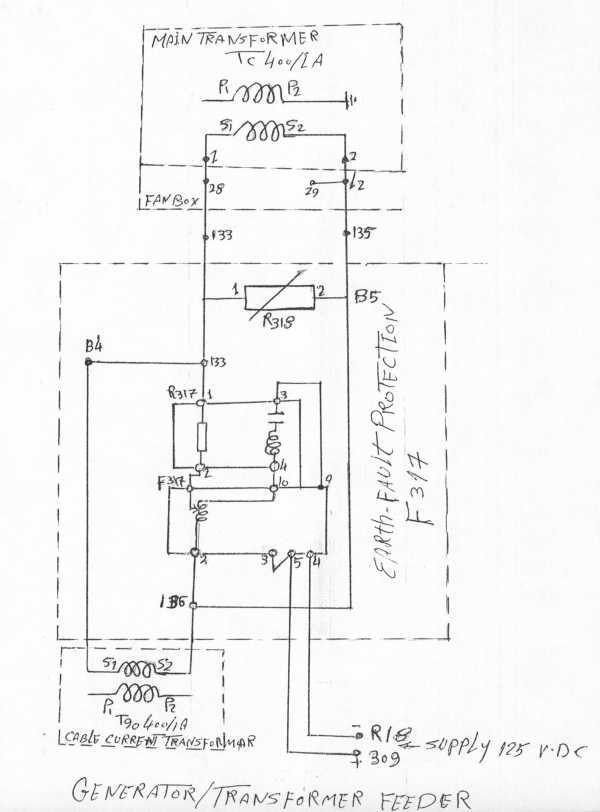 MAIN TRANSFORMER
TC 400/1A
P1 P2
S1 S2
1 2
28 29 12
FAN BOX
133 135
1 2 B5
R318
B4
133
R317 1 3
2 4
F317 10 9
2 3 5 4
136
EARTH-FAULT PROTECTION
F317
S1 S2
P1 P2
T90 400/1A
CABLE CURRENT TRANSFORMAR
- R18
+ 309
SUPPLY 125 V.DC
GENERATOR/TRANSFORMER FEEDER